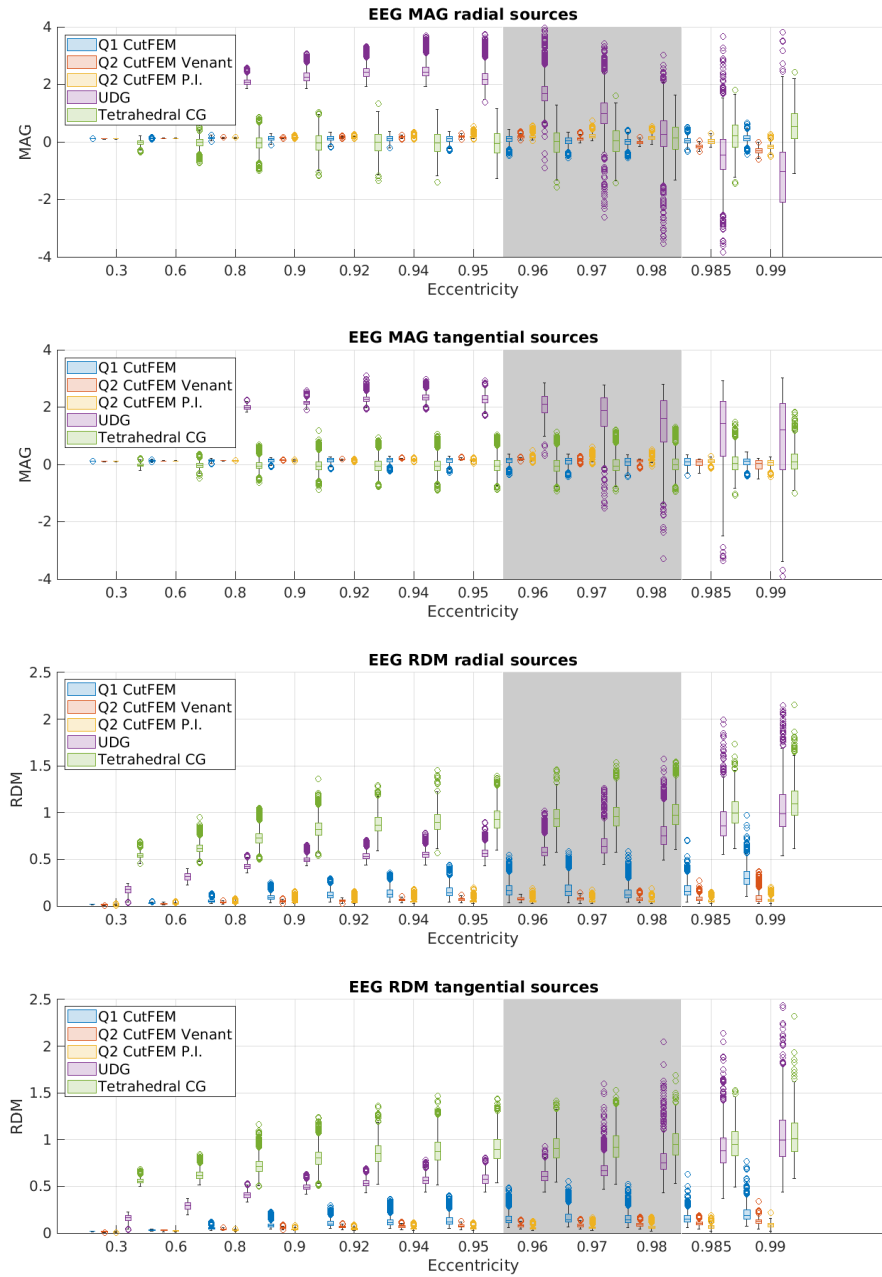 EEG MAG radial sources
4
2
0
-2
-4
MAG
Q1 CutFEM
Q2 CutFEM Venant
Q2 CutFEM P.I.
UDG
Tetrahedral CG
0.3 0.6 0.8 0.9 0.92 0.94 0.95 0.96 0.97 0.98 0.985 0.99
Eccentricity
EEG MAG tangential sources
4
2
0
-2
-4
MAG
Q1 CutFEM
Q2 CutFEM Venant
Q2 CutFEM P.I.
UDG
Tetrahedral CG
0.3 0.6 0.8 0.9 0.92 0.94 0.95 0.96 0.97 0.98 0.985 0.99
Eccentricity
EEG RDM radial sources
2.5
2
1.5
1
0.5
0
RDM
Q1 CutFEM
Q2 CutFEM Venant
Q2 CutFEM P.I.
UDG
Tetrahedral CG
0.3 0.6 0.8 0.9 0.92 0.94 0.95 0.96 0.97 0.98 0.985 0.99
Eccentricity
EEG RDM tangential sources
2.5
2
1.5
1
0.5
0
RDM
Q1 CutFEM
Q2 CutFEM Venant
Q2 CutFEM P.I.
UDG
Tetrahedral CG
0.3 0.6 0.8 0.9 0.92 0.94 0.95 0.96 0.97 0.98 0.985 0.99
Eccentricity